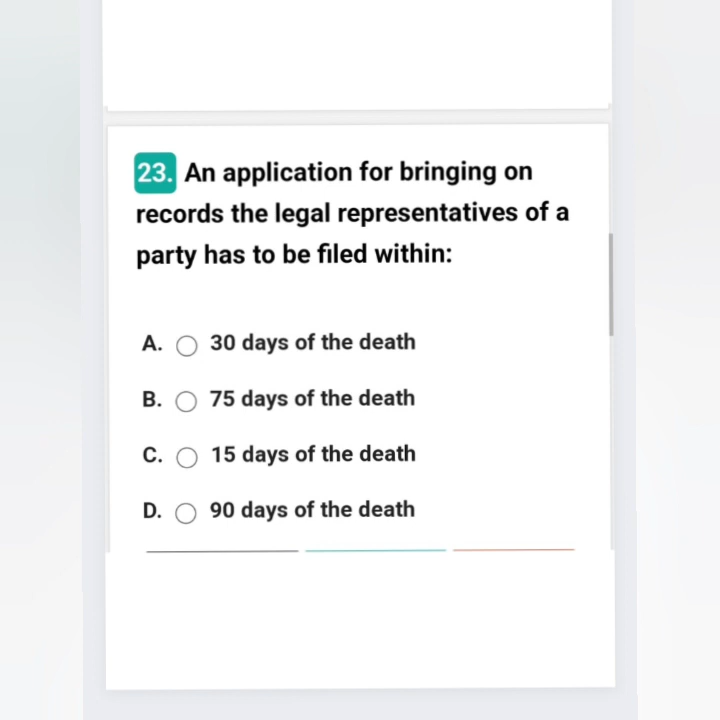 23. An application for bringing on
records the legal representatives of a
party has to be filed within:
A. 30 days of the death
B. 75 days of the death
C. 15 days of the death
D. 90 days of the death